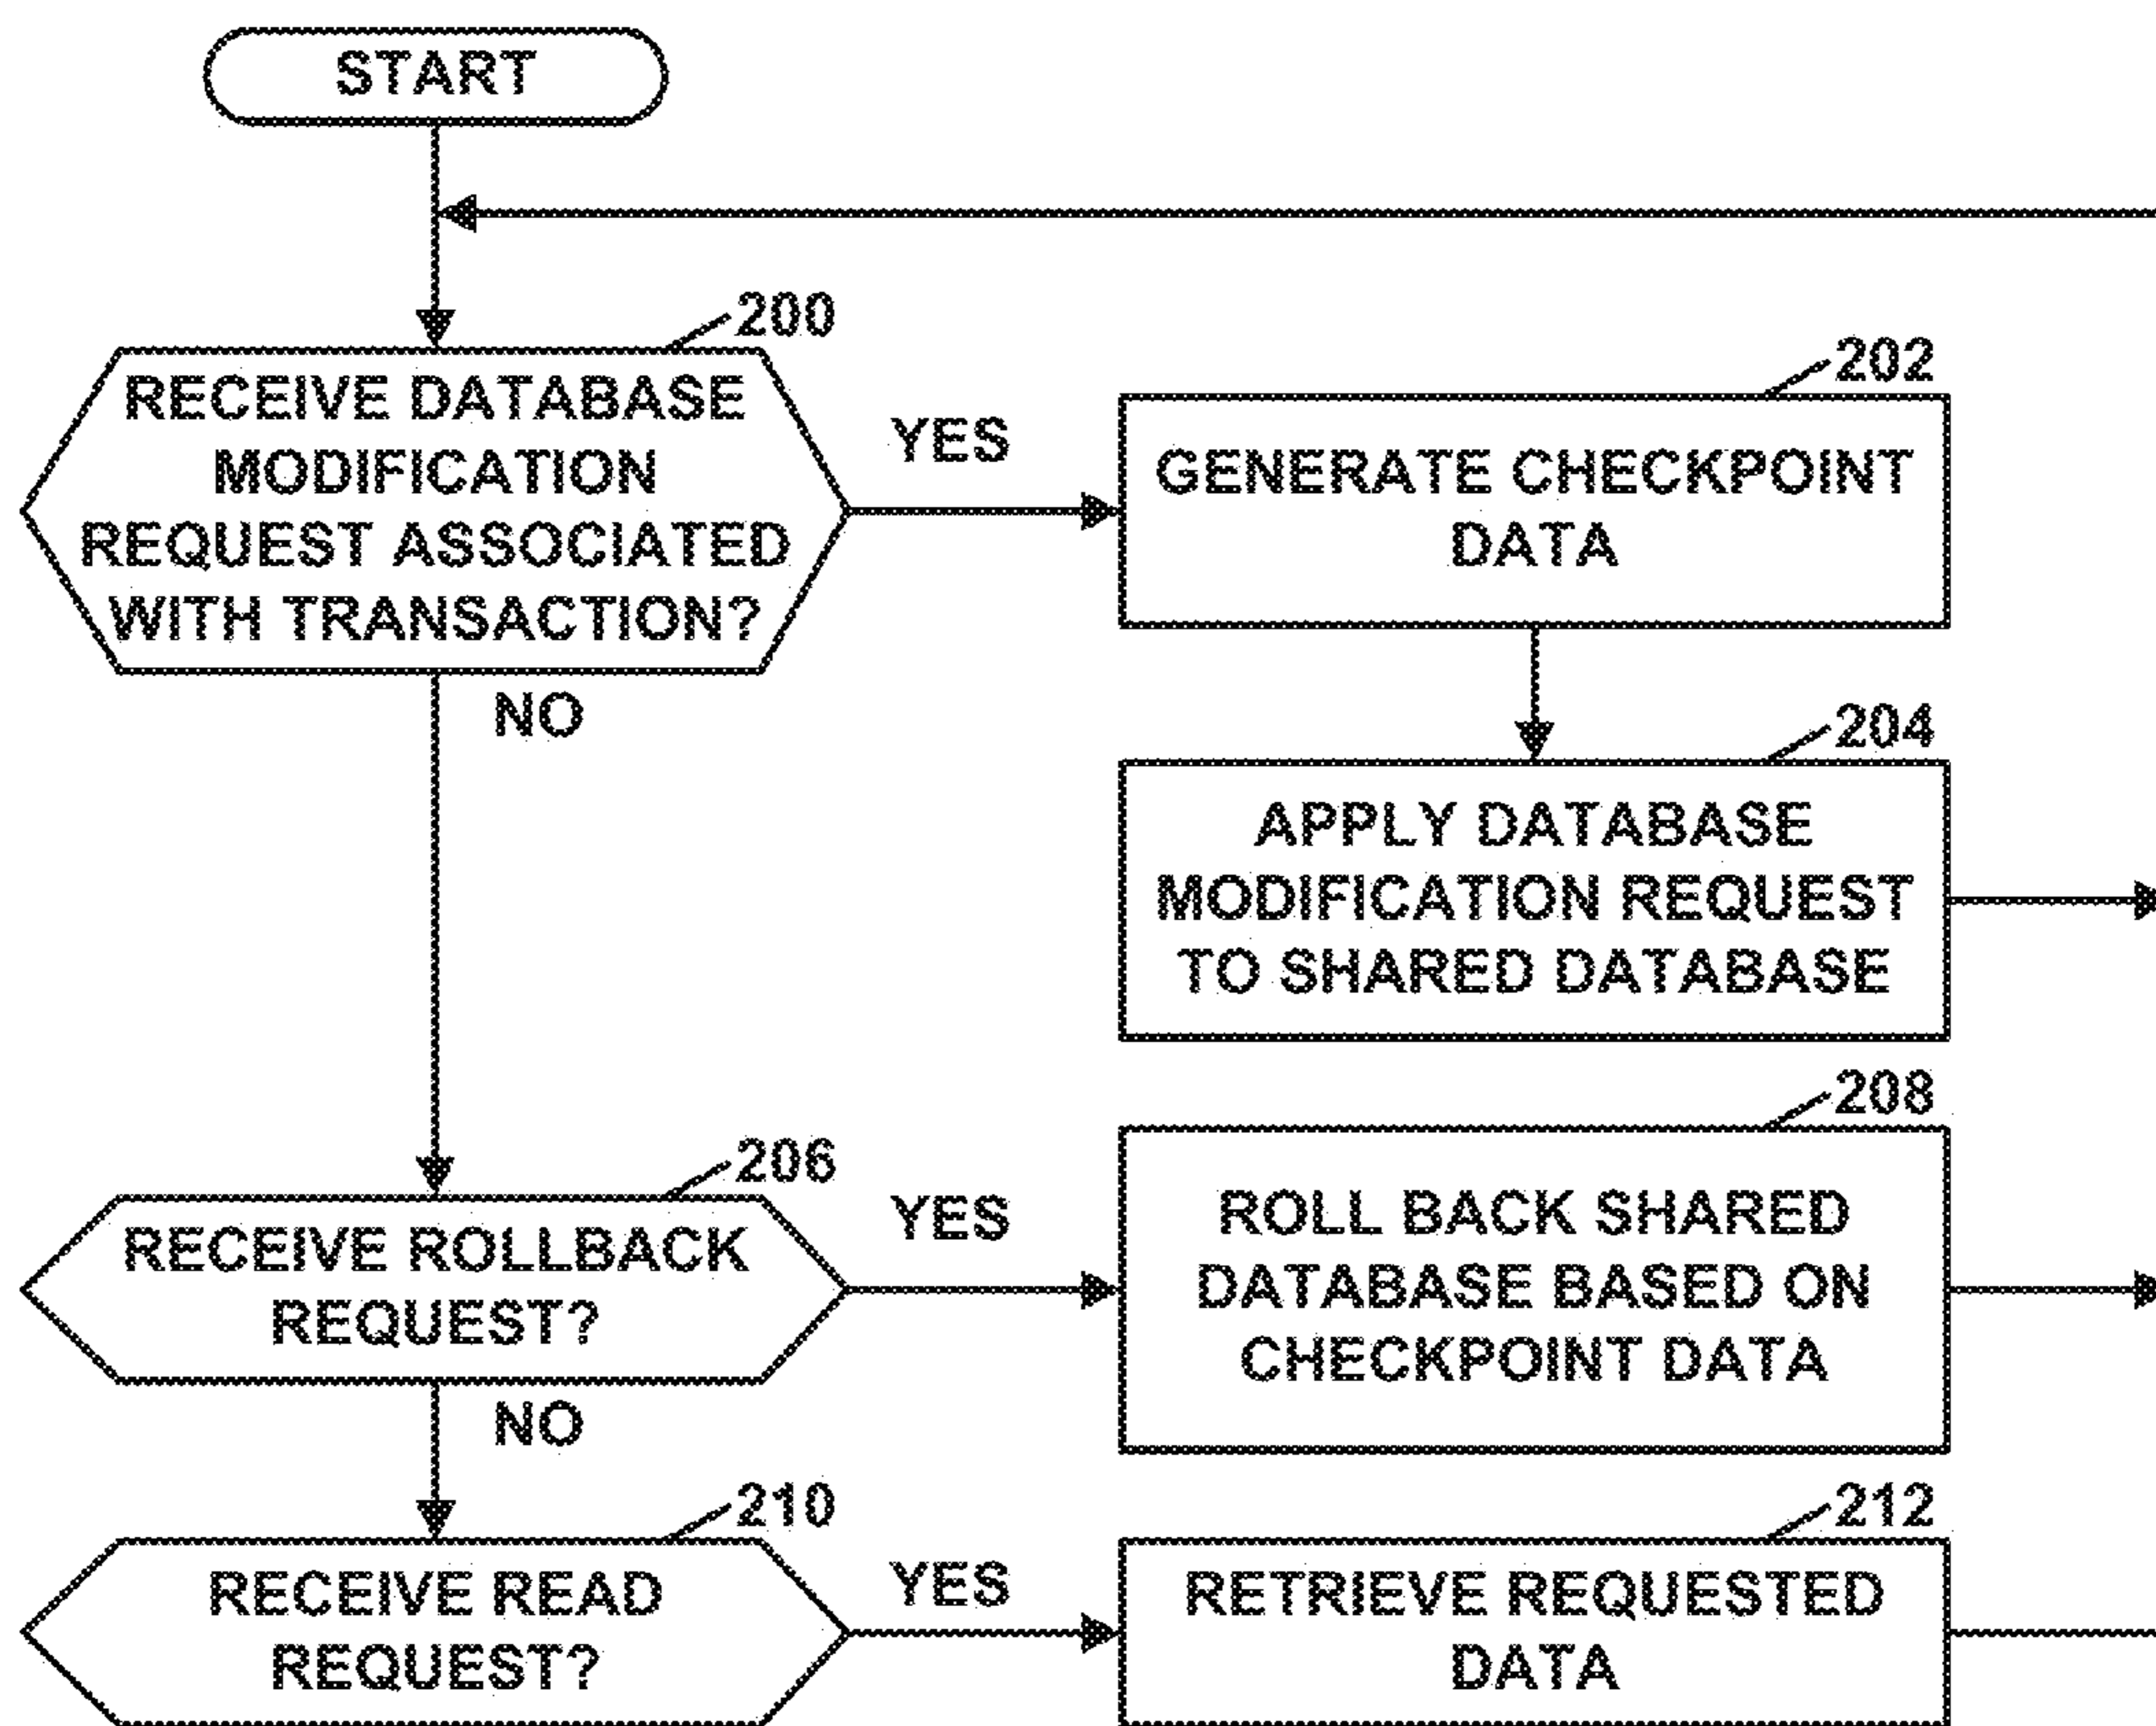 START
200
RECEIVE DATABASE
MODIFICATION
REQUEST ASSOCIATED
WITH TRANSACTION?
YES
NO
202
GENERATE CHECKPOINT
DATA
204
APPLY DATABASE
MODIFICATION REQUEST
TO SHARED DATABASE
206
RECEIVE ROLLBACK
REQUEST?
YES
NO
208
ROLL BACK SHARED
DATABASE BASED ON
CHECKPOINT DATA
210
RECEIVE READ
REQUEST?
YES
212
RETRIEVE REQUESTED
DATA